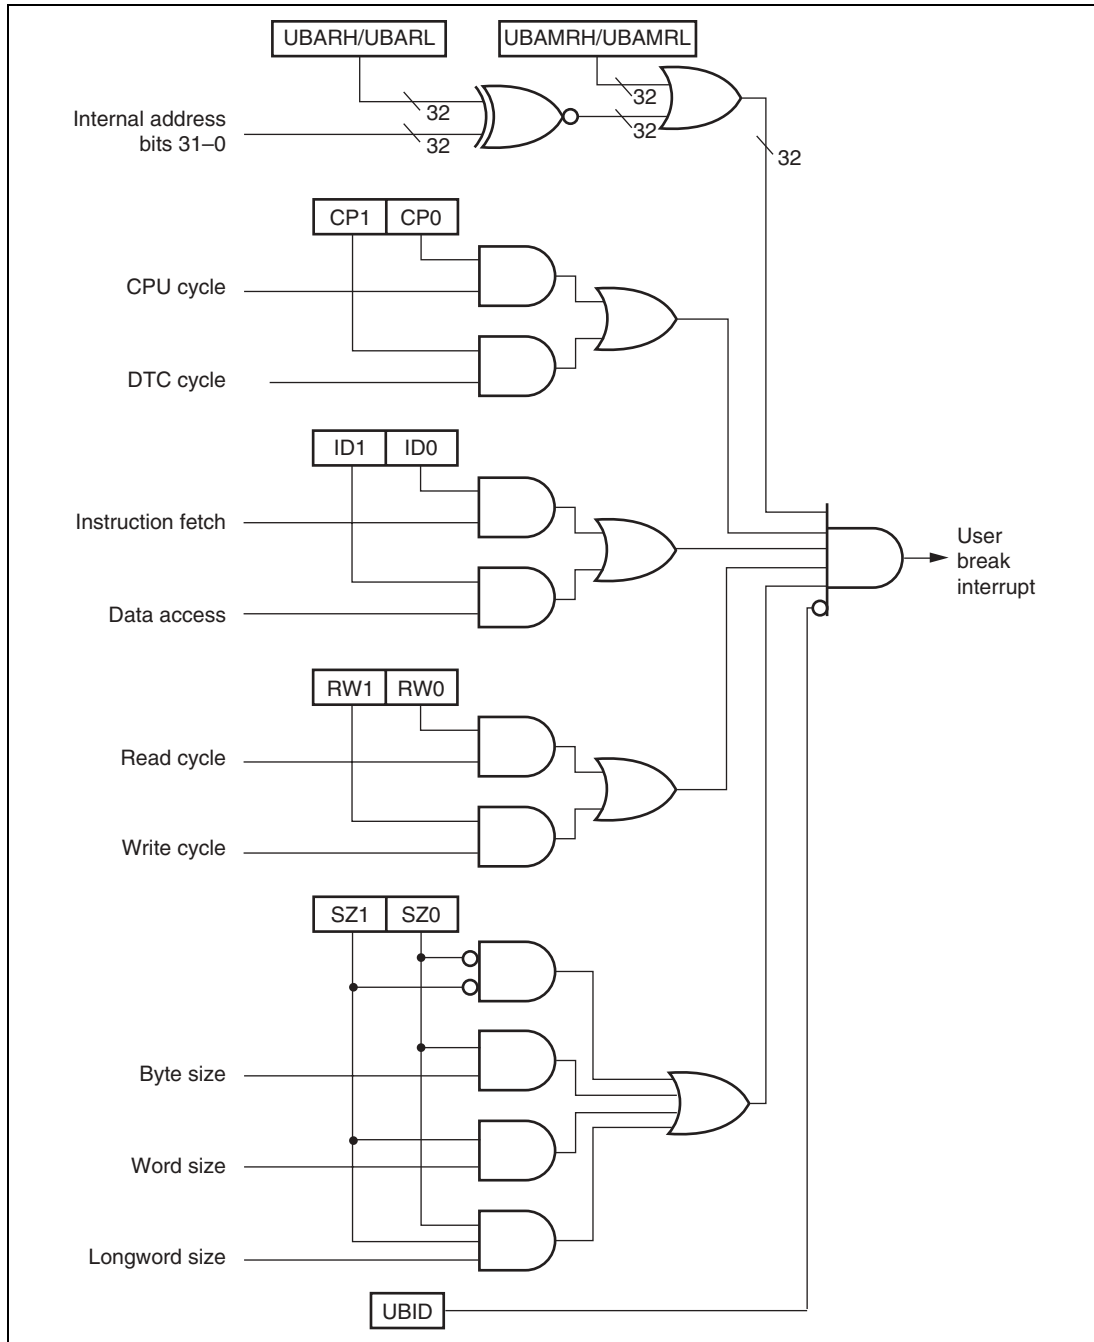 UBARH/UBARL
UBAMRH/UBAMRL
32
32
32
32
32
Internal address
bits 31–0
CP1 CP0
CPU cycle
DTC cycle
ID1 ID0
Instruction fetch
Data access
User
break
interrupt
RW1 RW0
Read cycle
Write cycle
SZ1 SZ0
Byte size
Word size
Longword size
UBID